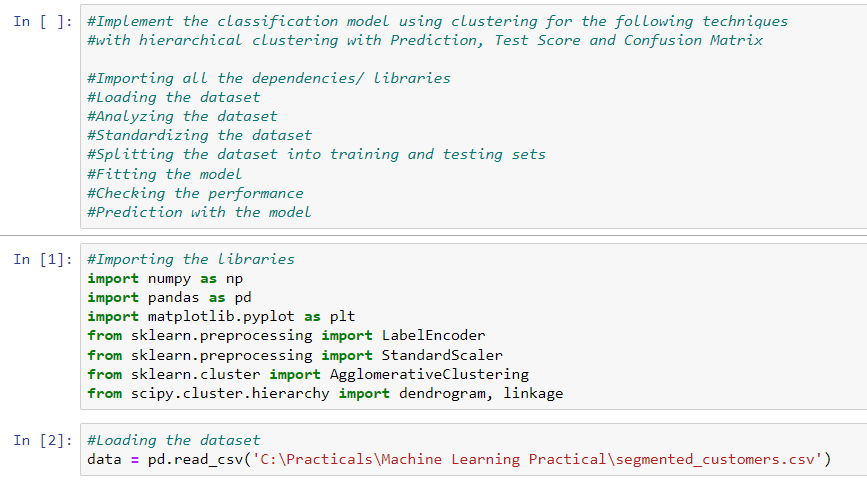 In [ ]: #Implement the classification model using clustering for the following techniques
#with hierarchical clustering with Prediction, Test Score and Confusion Matrix
#Importing all the dependencies/ libraries
#Loading the dataset
#Analyzing the dataset
#Standardizing the dataset
#Splitting the dataset into training and testing sets
#Fitting the model
#Checking the performance
#Prediction with the model
In [1]: #Importing the libraries
import numpy as np
import pandas as pd
import matplotlib.pyplot as plt
from sklearn.preprocessing import LabelEncoder
from sklearn.preprocessing import StandardScaler
from sklearn.cluster import AgglomerativeClustering
from scipy.cluster.hierarchy import dendrogram, linkage
In [2]: #Loading the dataset
data = pd.read_csv('C:\Practicals\Machine Learning Practical\segmented_customers.csv')